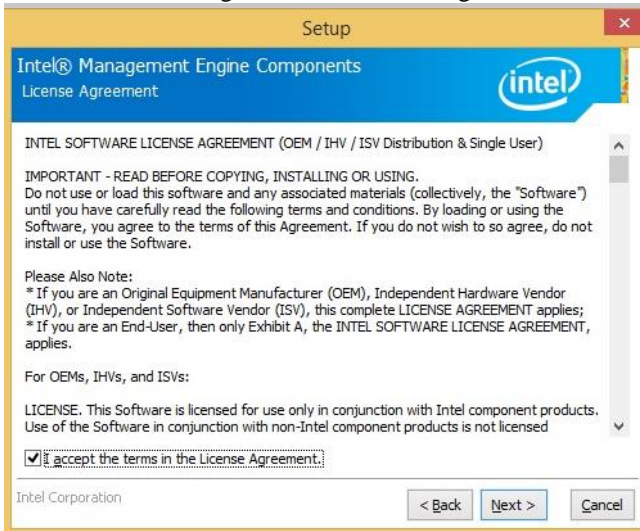 Setup
Intel® Management Engine Components
License Agreement
intel
INTEL SOFTWARE LICENSE AGREEMENT (OEM / IHV / ISV Distribution & Single User)
IMPORTANT - READ BEFORE COPYING, INSTALLING OR USING.
Do not use or load this software and any associated materials (collectively, the "Software")
until you have carefully read the following terms and conditions. By loading or using the
Software, you agree to the terms of this Agreement. If you do not wish to so agree, do not
install or use the Software.
Please Also Note:
* If you are an Original Equipment Manufacturer (OEM), Independent Hardware Vendor
(IHV), or Independent Software Vendor (ISV), this complete LICENSE AGREEMENT applies;
* If you are an End-User, then only Exhibit A, the INTEL SOFTWARE LICENSE AGREEMENT,
applies.
For OEMs, IHVs, and ISVs:
LICENSE. This Software is licensed for use only in conjunction with Intel component products.
Use of the Software in conjunction with non-Intel component products is not licensed
I accept the terms in the License Agreement.
Intel Corporation
< Back Next > Cancel